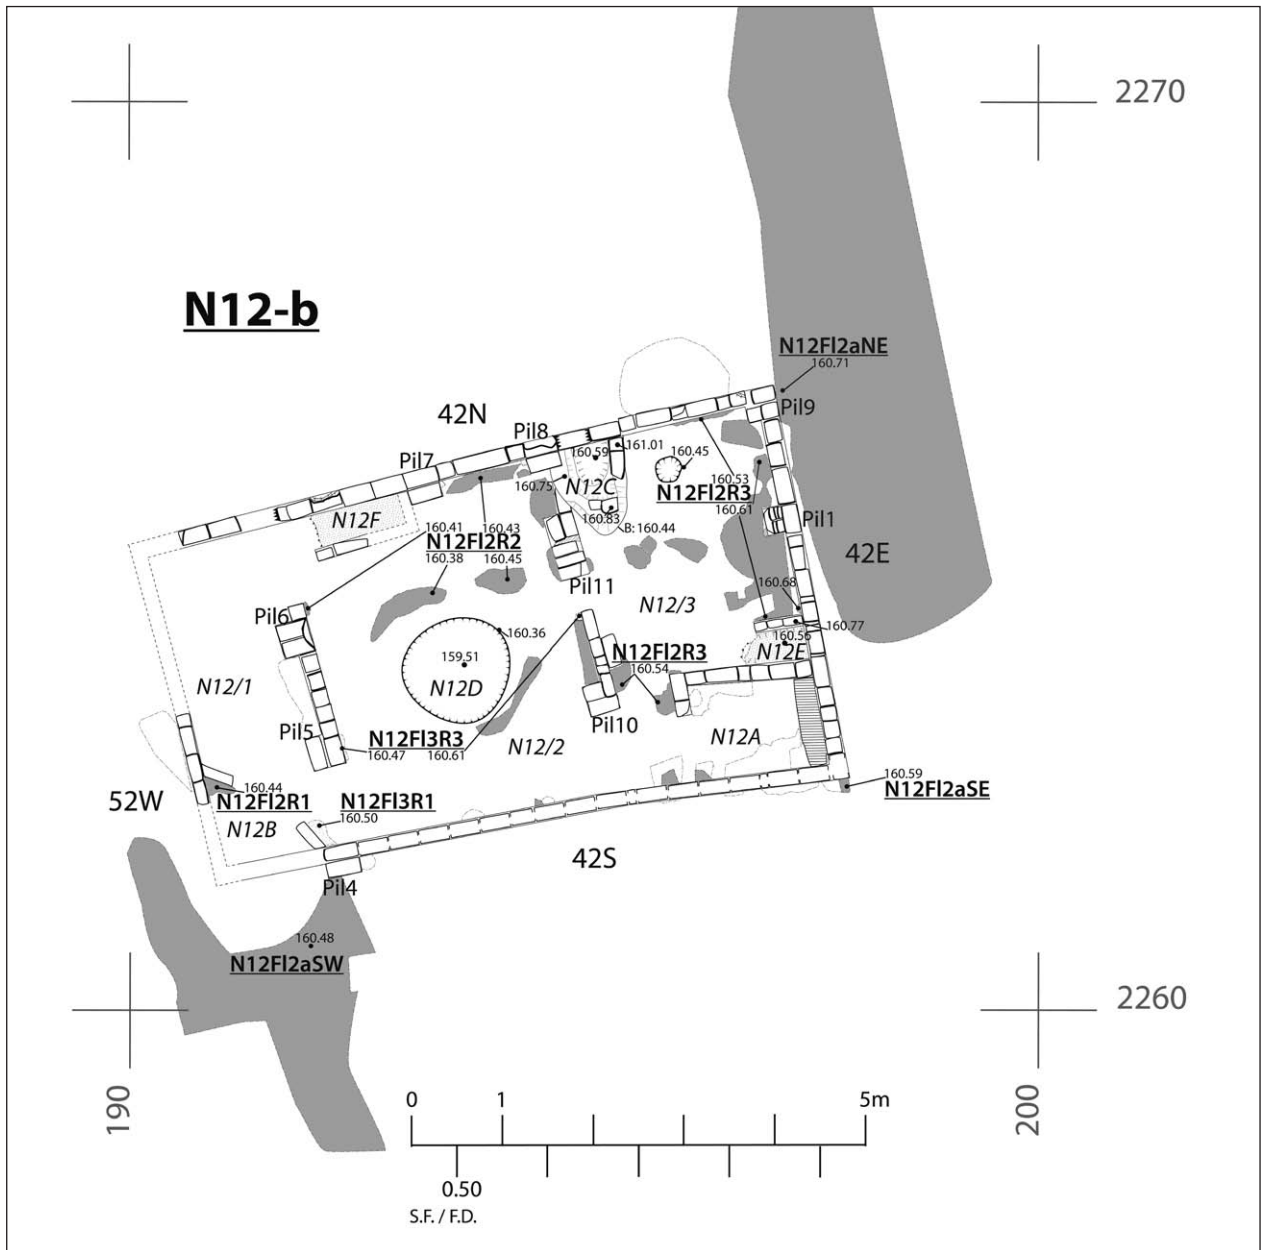 2270
N12-b
N12Fl2aNE
160.71
42N
Pil9
Pil8
160.59
161.01
160.45
Pil7
160.75
N12C
160.53
N12Fl2R3
N12F
160.83
160.61
Pil1
160.41
160.43
B: 160.44
N12Fl2R2
160.38
160.45
42E
Pil11
160.68
N12/3
Pil6
160.77
160.36
160.56
N12E
N12Fl2R3
159.51
160.54
N12D
N12/1
Pil10
Pil5
N12Fl3R3
N12A
N12/2
160.47
160.61
160.59
160.44
N12Fl2aSE
52W
N12Fl2R1
N12Fl3R1
160.50
N12B
42S
Pil4
160.48
N12Fl2aSW
2260
0
1
5m
190
200
0.50
S.F. / F.D.